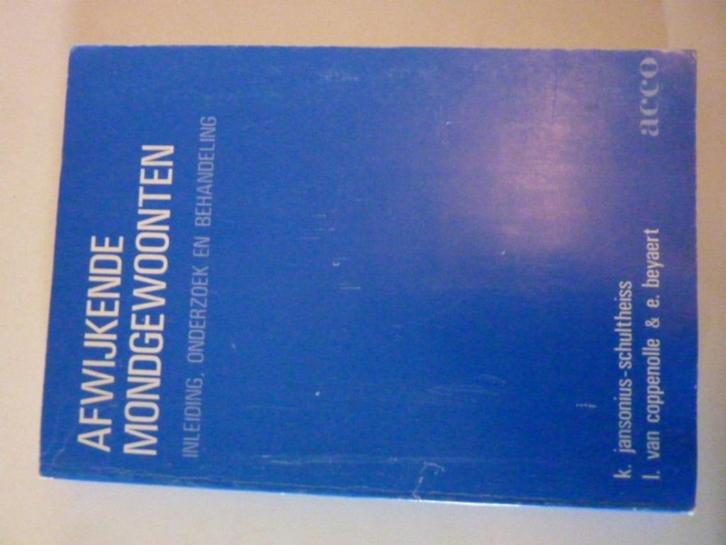 AFWIJKENDE
MONDGEWOONTEN
INLEIDING, ONDERZOEK EN BEHANDELING
k. jansonius-schultheiss
l. van coppenolle & e. beyaert
acco